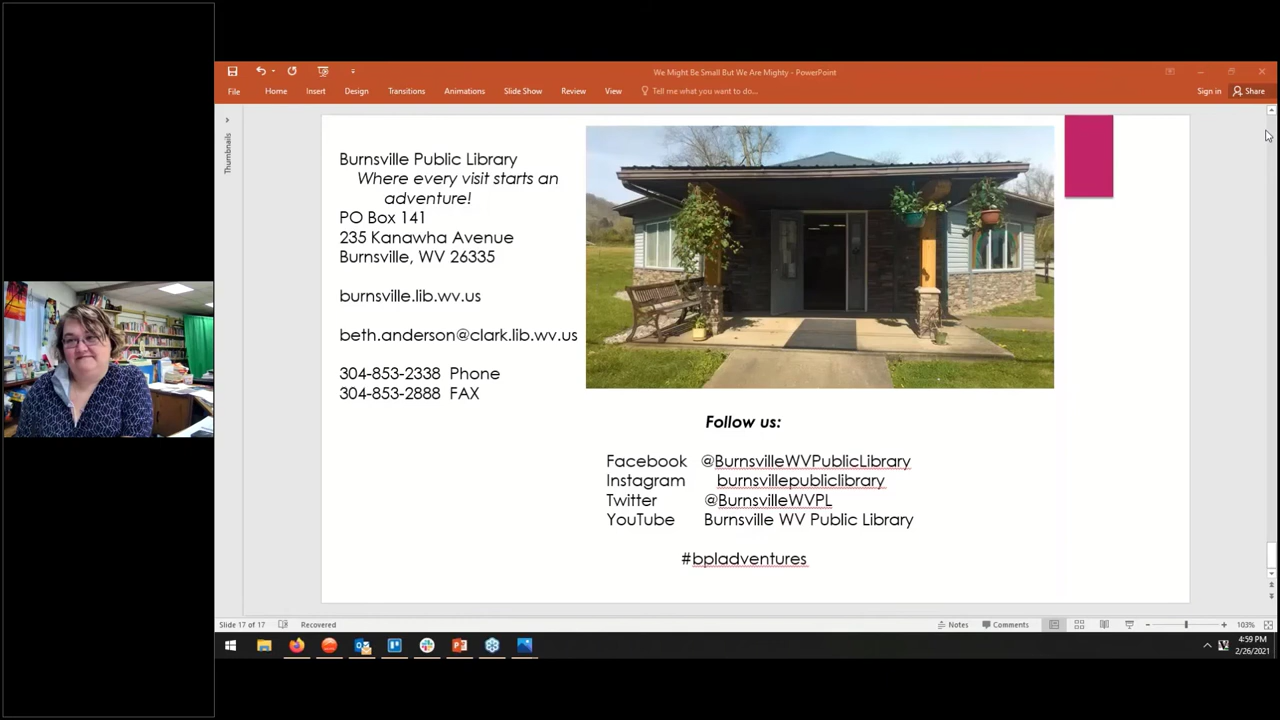 We Might Be Small But We Are Mighty - PowerPoint
File Home Insert Design Transitions Animations Slide Show Review View Tell me what you want to do... Sign in Share
Thumbnails
Burnsville Public Library
Where every visit starts an
adventure!
PO Box 141
235 Kanawha Avenue
Burnsville, WV 26335
burnsville.lib.wv.us
beth.anderson@clark.lib.wv.us
304-853-2338 Phone
304-853-2888 FAX
Follow us:
Facebook @BurnsvilleWVPublicLibrary
Instagram burnsvillepubliclibrary
Twitter @BurnsvilleWVPL
YouTube Burnsville WV Public Library
#bpladventures
Slide 17 of 17 Recovered Notes Comments 103%
4:59 PM
2/26/2021